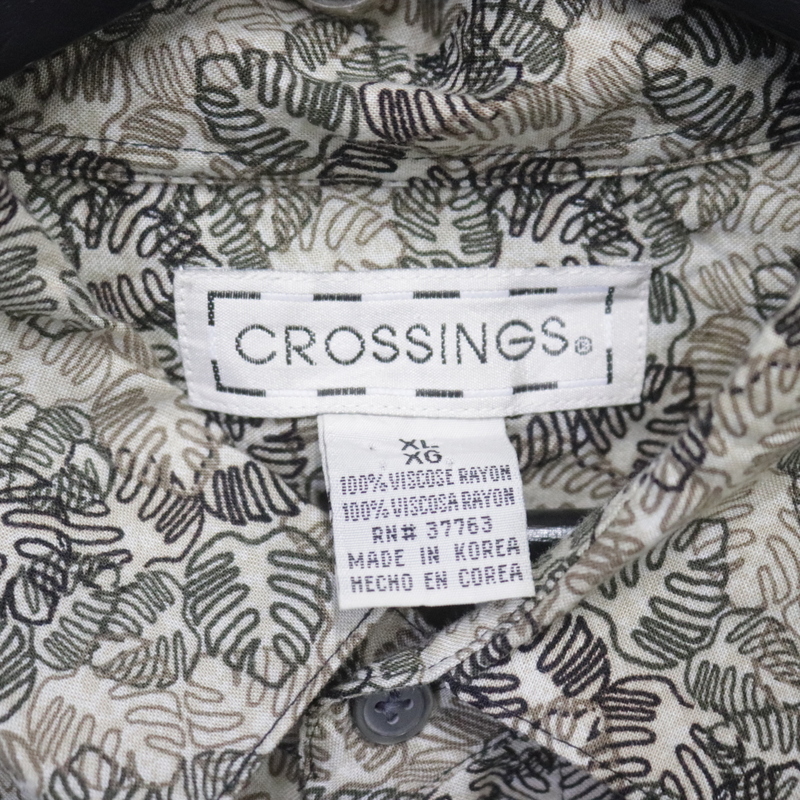 CROSSINGS®
XL
XG
100% VISCOSE RAYON
100% VISCOSA RAYON
RN# 37763
MADE IN KOREA
HECHO EN COREA